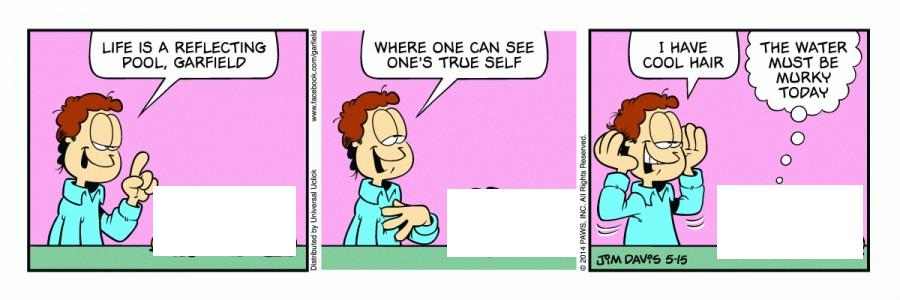 LIFE IS A REFLECTING
POOL, GARFIELD
www.facebook.com/garfield
Distributed by Universal Uclick
WHERE ONE CAN SEE
ONE'S TRUE SELF
© 2014 PAWS, INC. All Rights Reserved.
I HAVE
COOL HAIR
THE WATER
MUST BE
MURKY
TODAY
JIM DAVIS 5-15